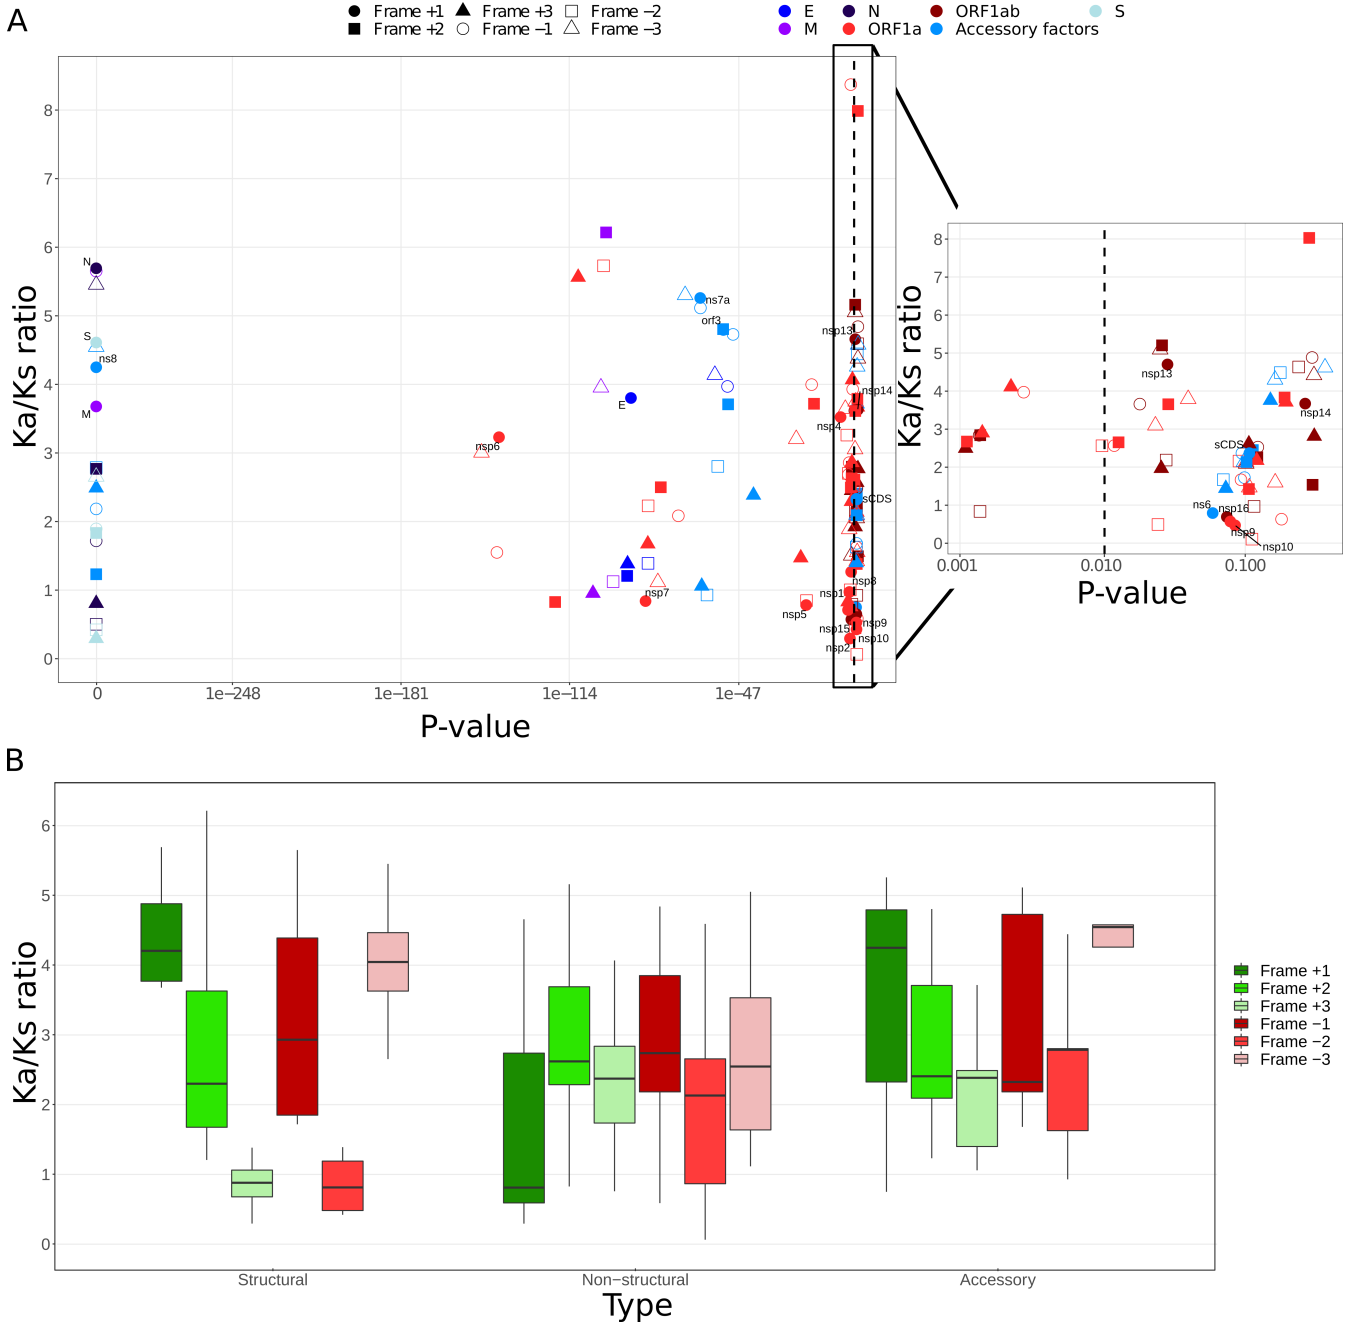 A
Frame +1
Frame +3
Frame −2
E
N
ORF1ab
S
Frame +2
Frame −1
Frame −3
M
ORF1a
Accessory factors
Ka/Ks ratio
8
7
6
5
4
3
2
1
0
N
S
ns8
M
nsp6
E
ns7a
orf3
nsp7
nsp13
nsp14
nsp4
sCDS
nsp8
nsp1
nsp5
nsp9
nsp15
nsp10
nsp2
0
1e−248
1e−181
1e−114
1e−47
P-value
Ka/Ks ratio
8
7
6
5
4
3
2
1
0
nsp13
nsp14
sCDS
ns6
nsp16
nsp9
nsp10
0.001
0.010
0.100
P-value
B
Ka/Ks ratio
6
5
4
3
2
1
0
Structural
Non−structural
Accessory
Type
Frame +1
Frame +2
Frame +3
Frame −1
Frame −2
Frame −3